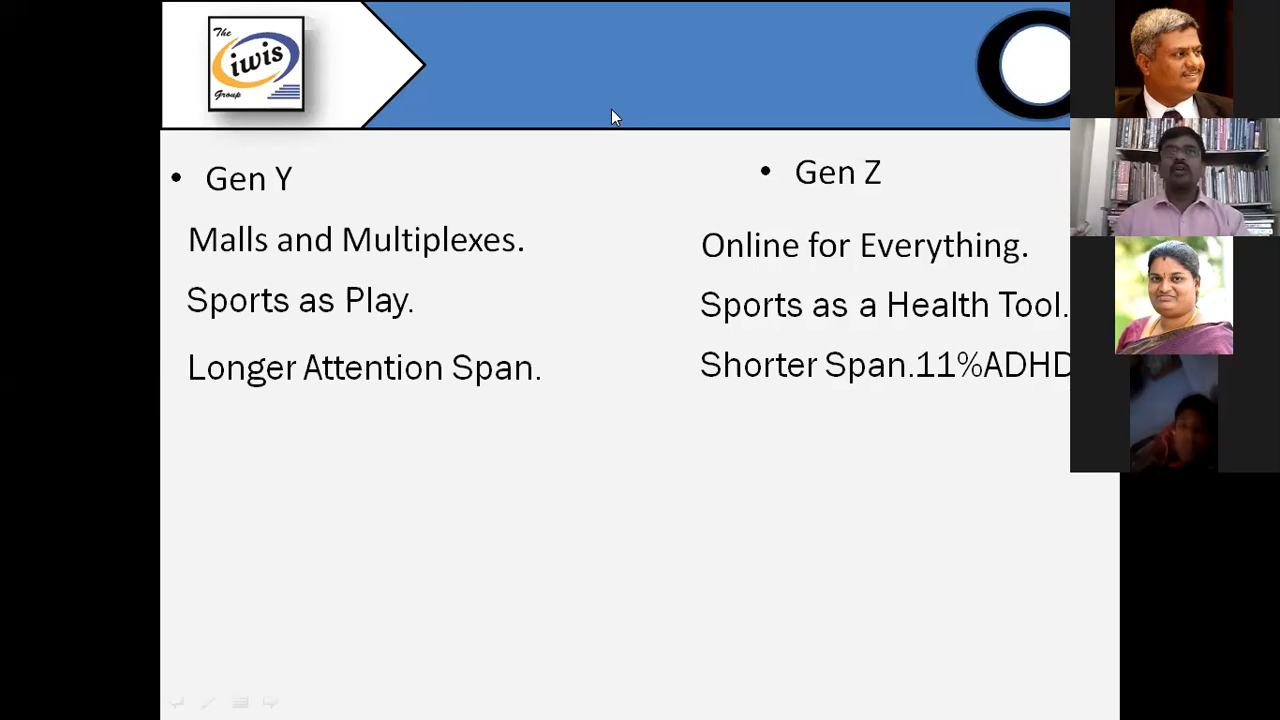 The
iwis
Group
• Gen Y
Malls and Multiplexes.
Sports as Play.
Longer Attention Span.
• Gen Z
Online for Everything.
Sports as a Health Tool.
Shorter Span.11%ADHD